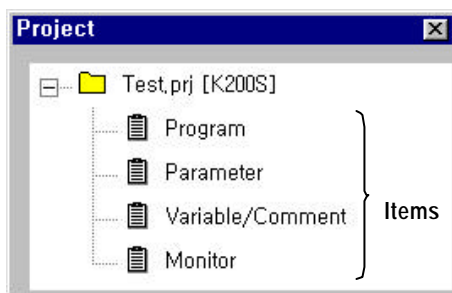 Project
Test.prj [K200S]
Program
Parameter
Variable/Comment
Items
Monitor